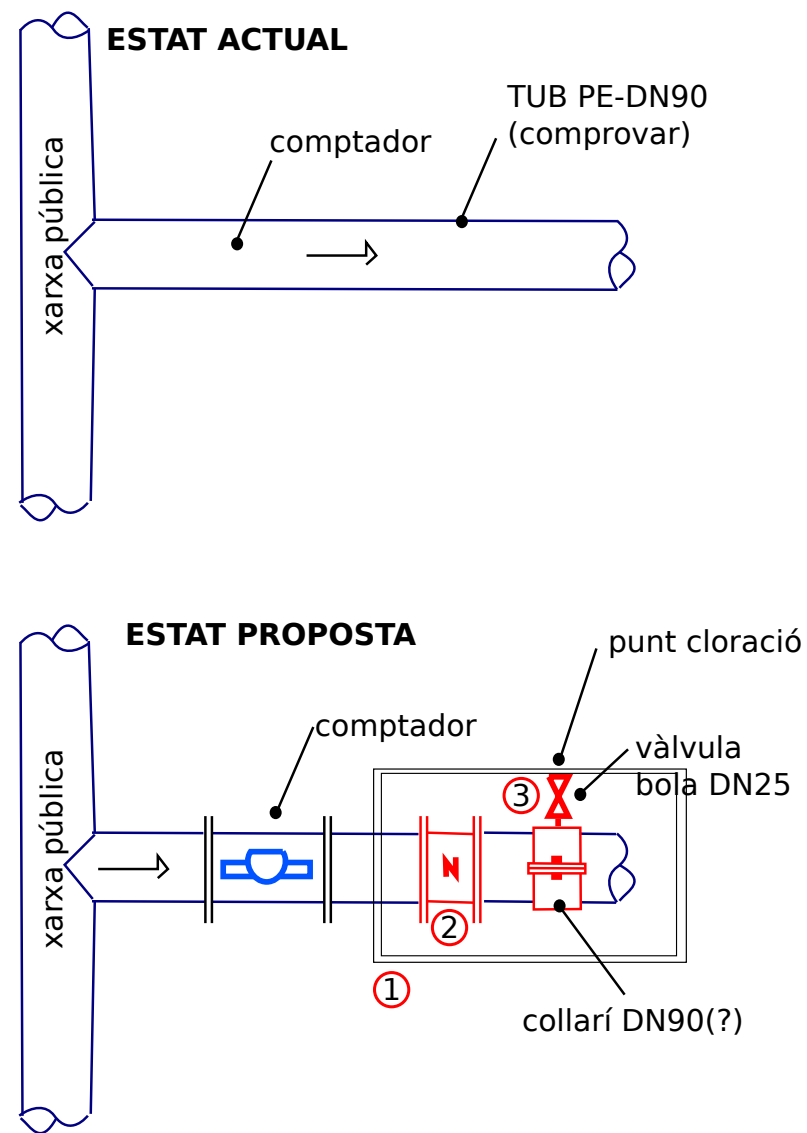 ESTAT ACTUAL
TUB PE-DN90
(comprovar)
comptador
xarxa pública
ESTAT PROPOSTA
punt cloració
comptador
vàlvula
bola DN25
xarxa pública
3
2
1
collarí DN90(?)